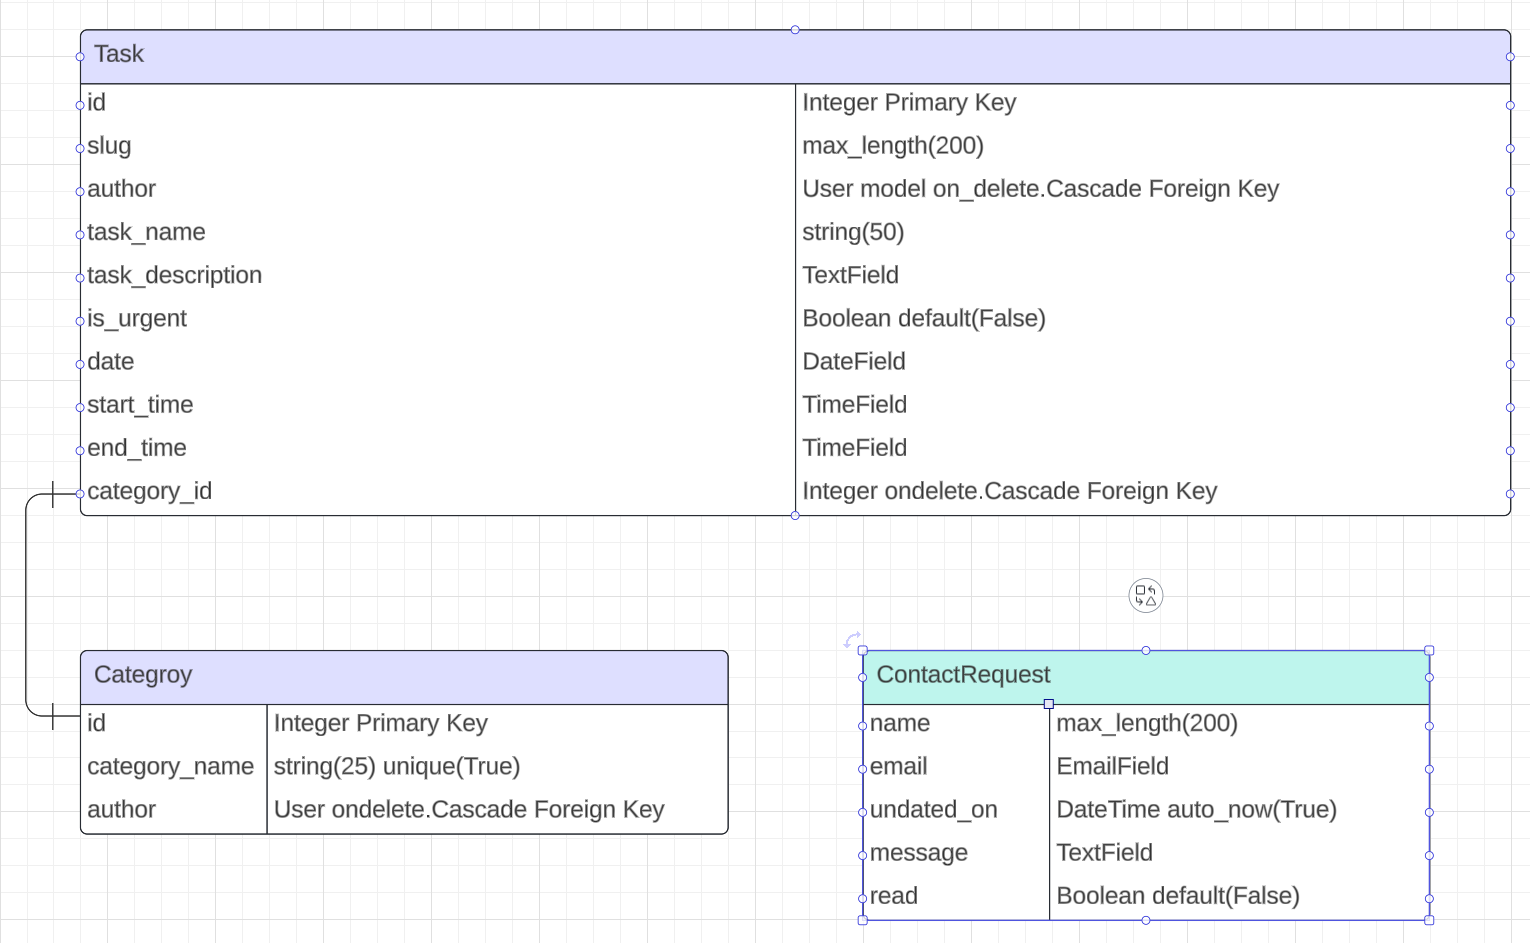 Task
id Integer Primary Key
slug max_length(200)
author User model on_delete.Cascade Foreign Key
task_name string(50)
task_description TextField
is_urgent Boolean default(False)
date DateField
start_time TimeField
end_time TimeField
category_id Integer ondelete.Cascade Foreign Key
Categroy
id Integer Primary Key
category_name string(25) unique(True)
author User ondelete.Cascade Foreign Key
ContactRequest
name max_length(200)
email EmailField
undated_on DateTime auto_now(True)
message TextField
read Boolean default(False)